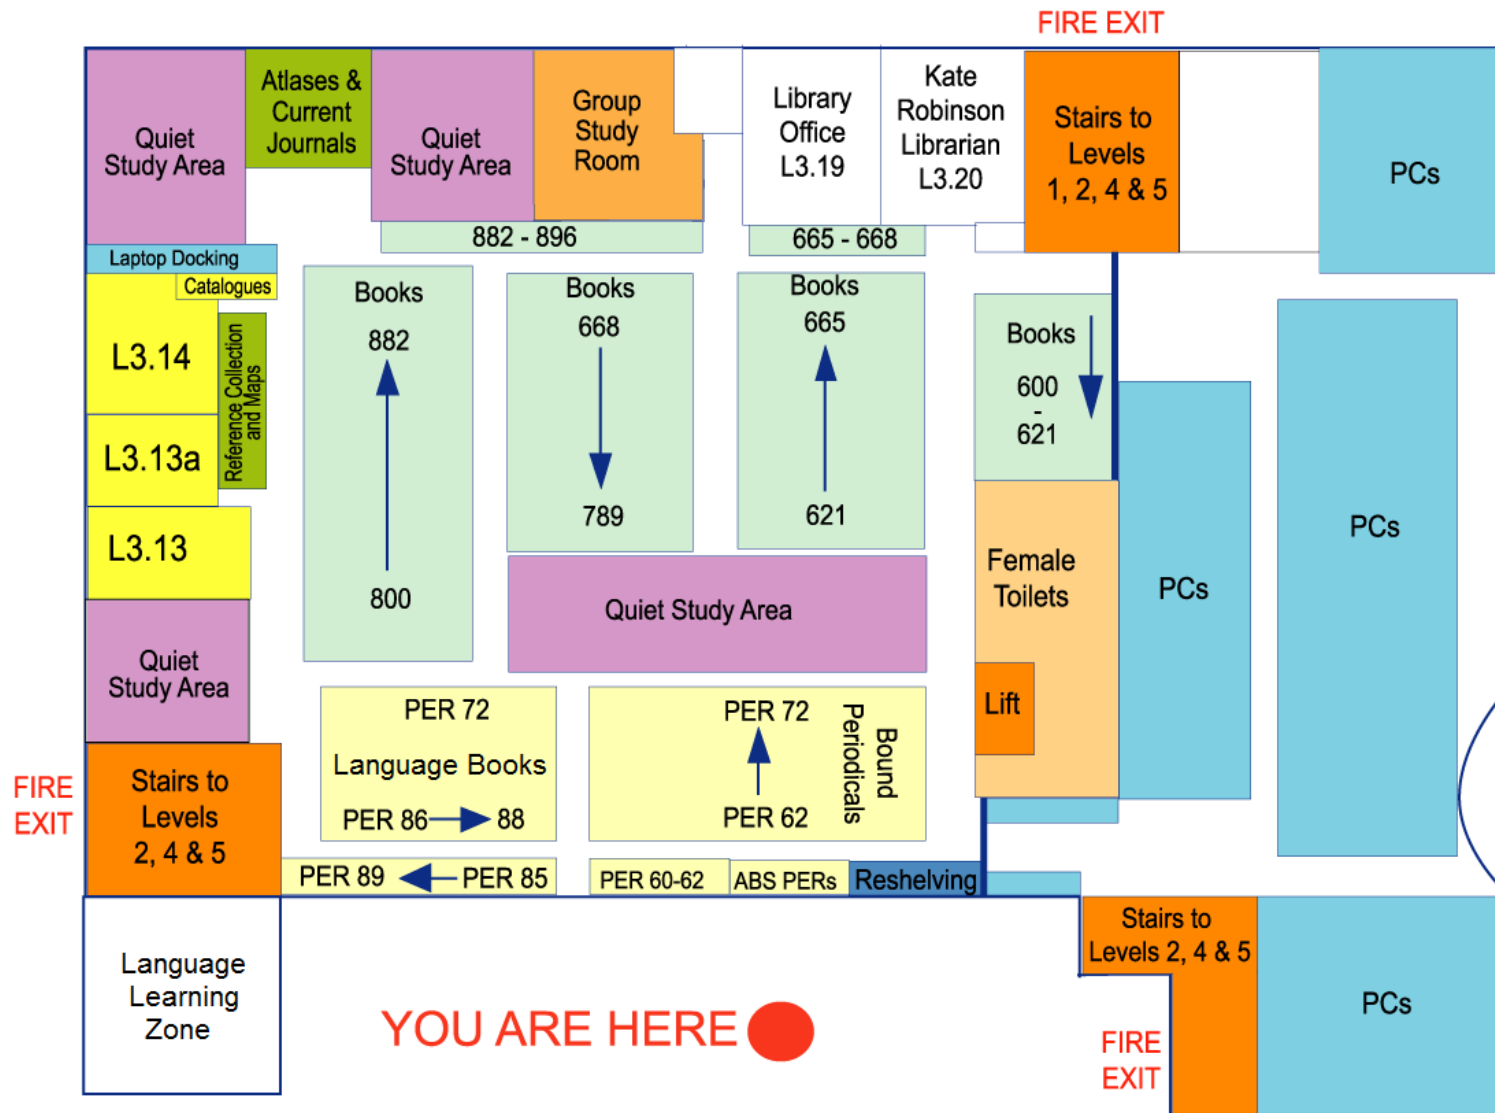 FIRE EXIT
Quiet
Study Area
Atlases &
Current
Journals
Quiet
Study Area
Group
Study
Room
Library
Office
L3.19
Kate
Robinson
Librarian
L3.20
Stairs to
Levels
1, 2, 4 & 5
PCs
882 - 896
665 - 668
Laptop Docking
Catalogues
L3.14
L3.13a
L3.13
Reference Collection
and Maps
Books
882
800
Books
668
789
Books
665
621
Books
600
-
621
PCs
PCs
Quiet Study Area
Female
Toilets
Lift
Quiet
Study Area
PER 72
Language Books
PER 86
88
PER 72
PER 62
Bound
Periodicals
FIRE
EXIT
Stairs to
Levels
2, 4 & 5
PER 89
PER 85
PER 60-62
ABS PERs
Reshelving
Language
Learning
Zone
YOU ARE HERE
Stairs to
Levels 2, 4 & 5
FIRE
EXIT
PCs